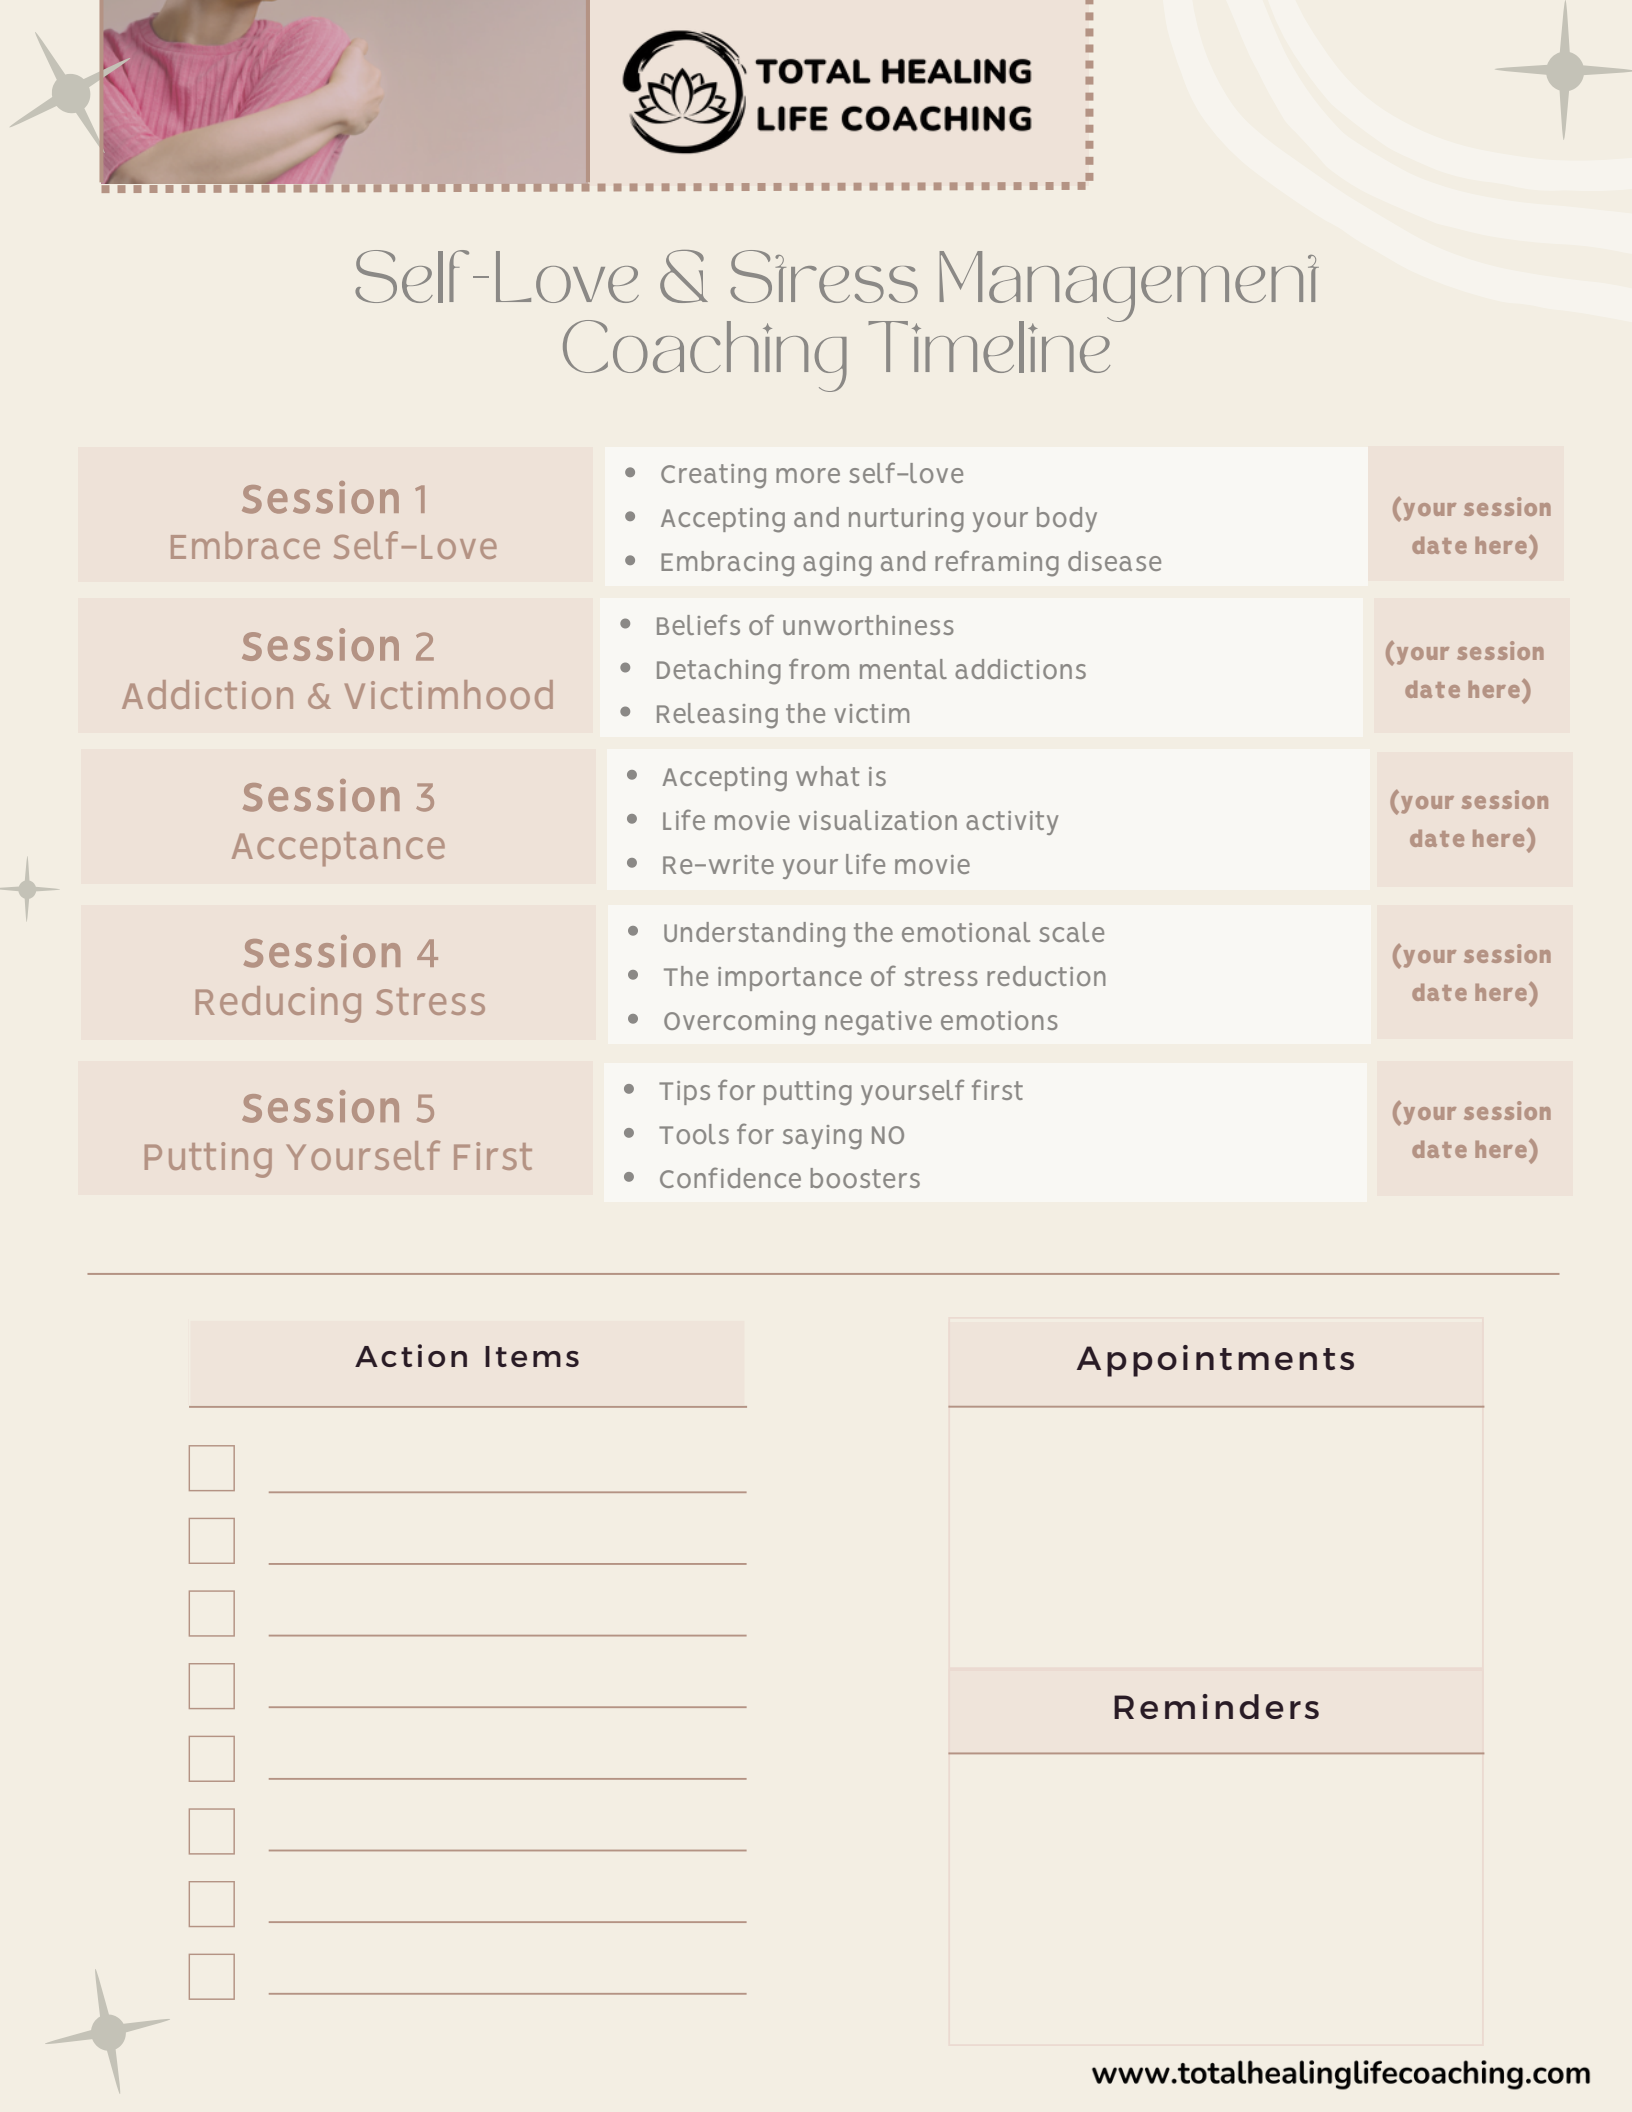 TOTAL HEALING
LIFE COACHING
Self-Love & Stress Management
Coaching Timeline
Session 1
Embrace Self-Love
• Creating more self-love
• Accepting and nurturing your body
• Embracing aging and reframing disease
(your session
date here)
Session 2
Addiction & Victimhood
• Beliefs of unworthiness
• Detaching from mental addictions
• Releasing the victim
(your session
date here)
Session 3
Acceptance
• Accepting what is
• Life movie visualization activity
• Re-write your life movie
(your session
date here)
Session 4
Reducing Stress
• Understanding the emotional scale
• The importance of stress reduction
• Overcoming negative emotions
(your session
date here)
Session 5
Putting Yourself First
• Tips for putting yourself first
• Tools for saying NO
• Confidence boosters
(your session
date here)
Action Items
Appointments
Reminders
www.totalhealinglifecoaching.com